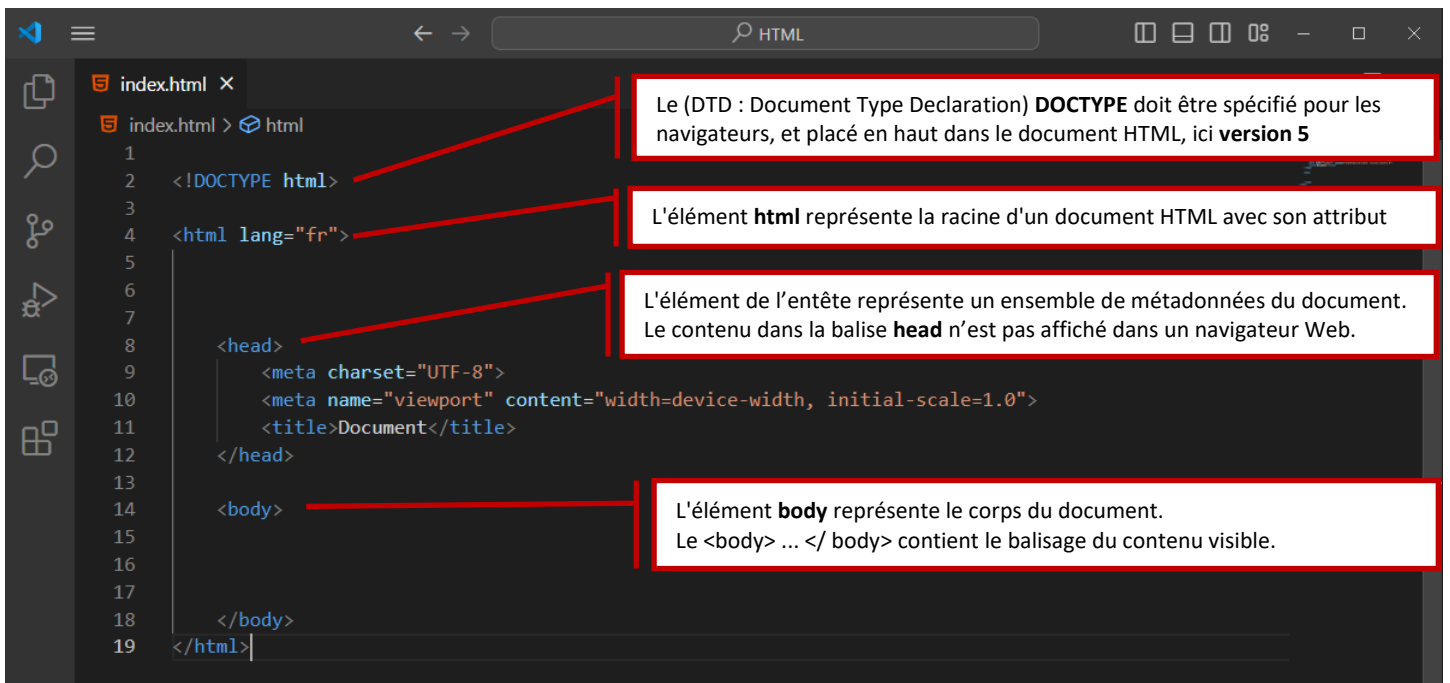 HTML
index.html
index.html > html
Le (DTD : Document Type Declaration) DOCTYPE doit être spécifié pour les
navigateurs, et placé en haut dans le document HTML, ici version 5
1
2 <!DOCTYPE html>
3
L'élément html représente la racine d'un document HTML avec son attribut
4 <html lang="fr">
5
6
7
L'élément de l’entête représente un ensemble de métadonnées du document.
Le contenu dans la balise head n’est pas affiché dans un navigateur Web.
8 <head>
9 <meta charset="UTF-8">
10 <meta name="viewport" content="width=device-width, initial-scale=1.0">
11 <title>Document</title>
12 </head>
13
14 <body>
L'élément body représente le corps du document.
Le <body> ... </ body> contient le balisage du contenu visible.
15
16
17
18 </body>
19 </html>